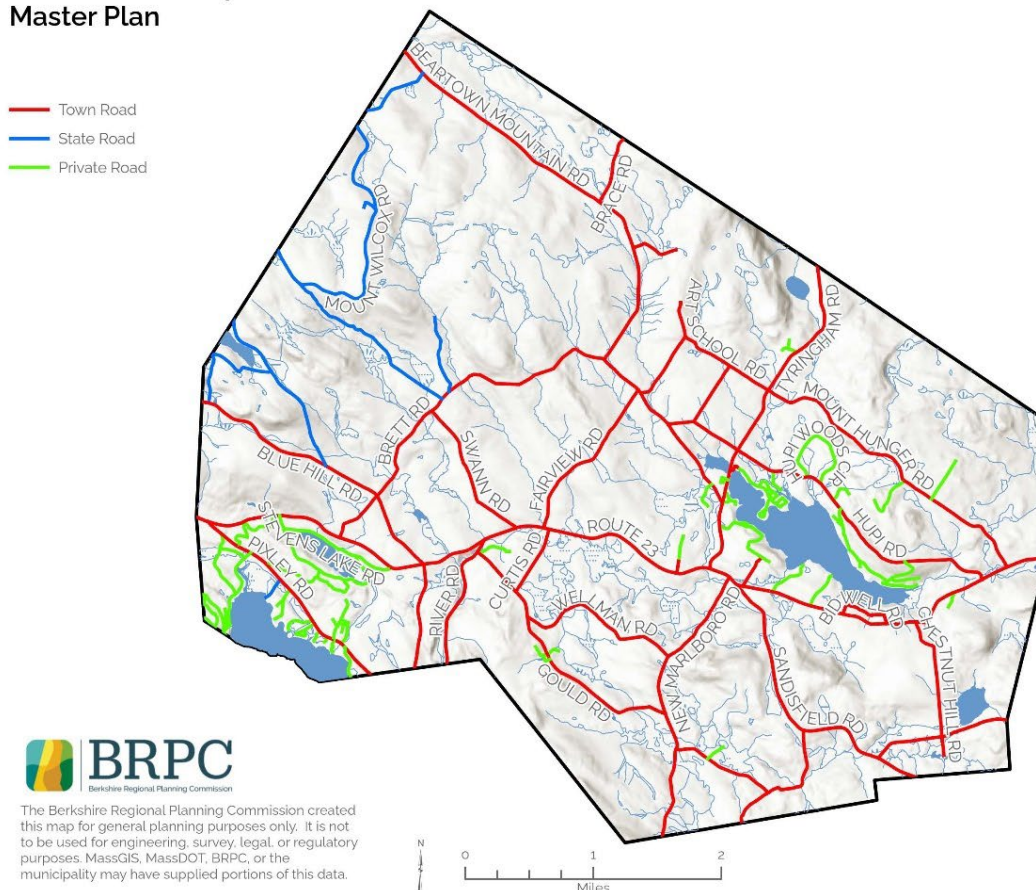 Master Plan
Town Road
State Road
Private Road
BEARTOWN MOUNTAIN RD
BRACE RD
MOUNT WILCOX RD
ART SCHOOL RD
TYRINGHAM RD
MOUNT HUNGER RD
HUPI WOODS CIR
BRETT RD
SWANN RD
FAIRVIEW RD
BLUE HILL RD
HUPI RD
ROUTE 23
STEVENS LAKE RD
PIXLEY RD
RIVER RD
CURTIS RD
WELLMAN RD
BIDWELL RD
CHESTNUT HILL RD
NEW MARLBORO RD
SANDISFIELD RD
GOULD RD
BRPC
Berkshire Regional Planning Commission
The Berkshire Regional Planning Commission created
this map for general planning purposes only. It is not
to be used for engineering, survey, legal, or regulatory
purposes. MassGIS, MassDOT, BRPC, or the
municipality may have supplied portions of this data.
N
0 1 2
Miles